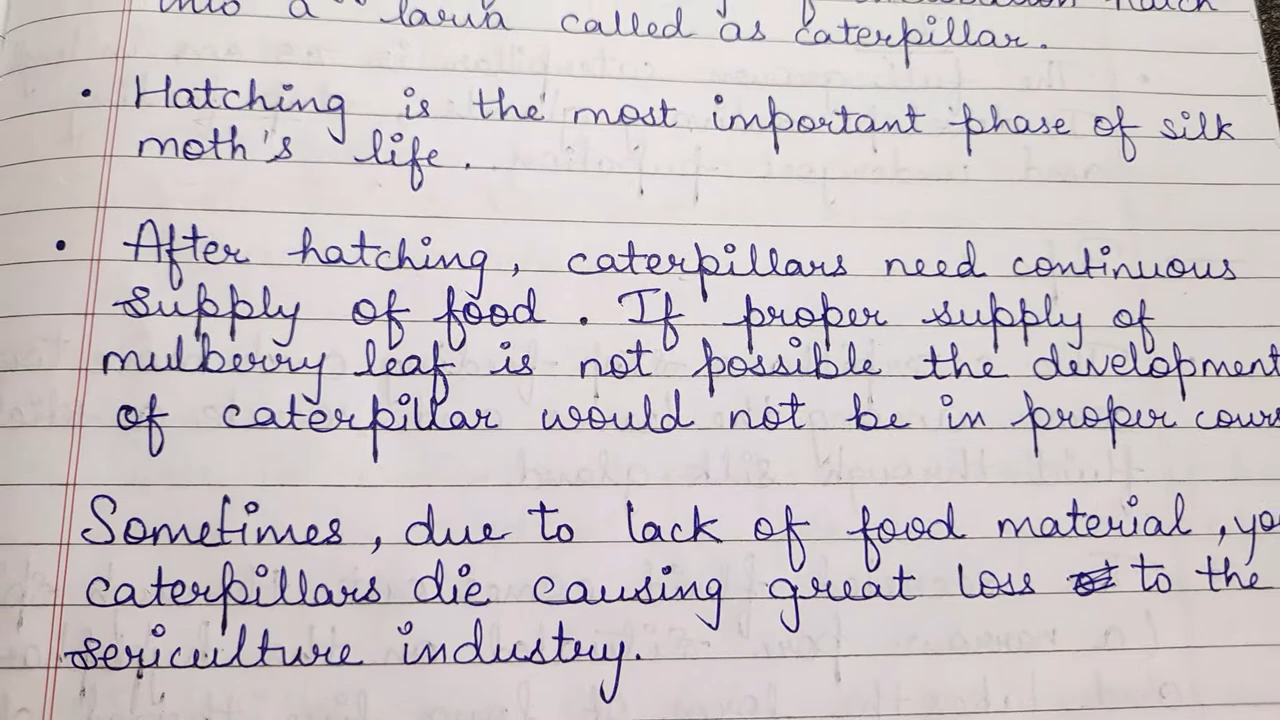 into a larva called as caterpillar.
• Hatching is the most important phase of silk
moth's life.
• After hatching, caterpillars need continuous
supply of food. If proper supply of
mulberry leaf is not possible the development
of caterpillar would not be in proper cour
Sometimes, due to lack of food material, yo
caterpillars die causing great loss to the
sericulture industry.